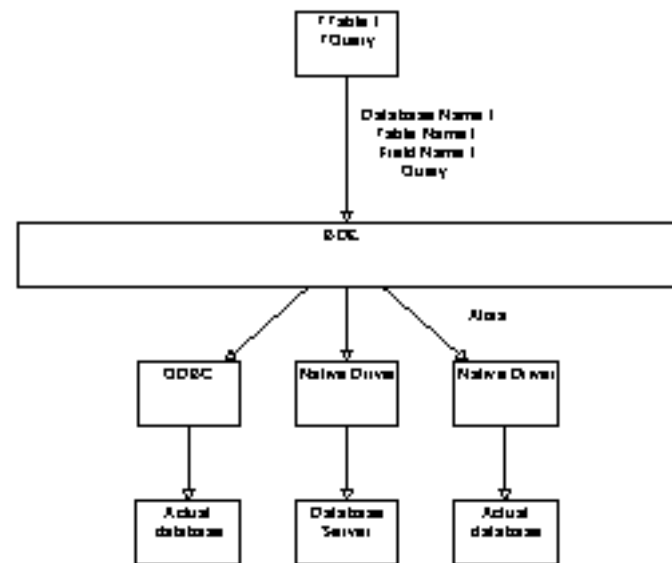 TTable /
TQuery
Database Name /
Table Name /
Field Name /
Query
BDE
Alias
ODBC
Native Driver
Native Driver
Actual
database
Database
Server
Actual
database